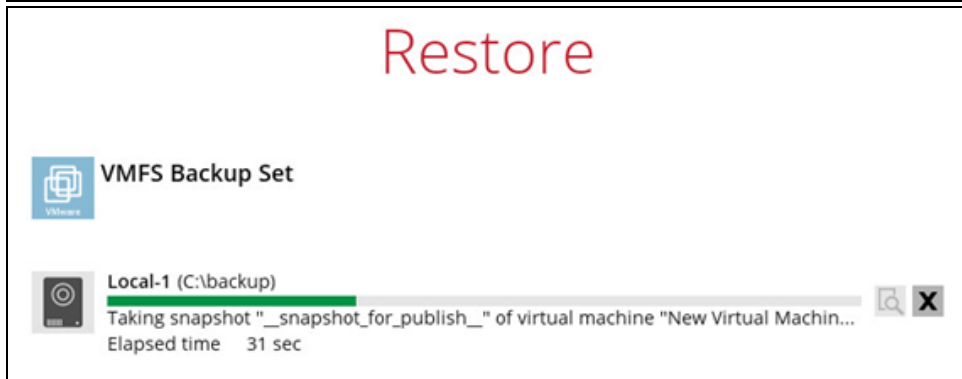 Restore
VMFS Backup Set
VMware
Local-1 (C:\backup)
Taking snapshot "__snapshot_for_publish__" of virtual machine "New Virtual Machin...
Elapsed time 31 sec